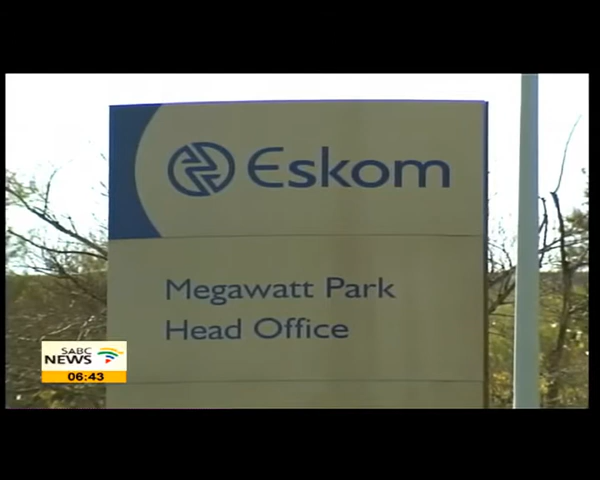 Eskom
Megawatt Park
Head Office
SABC
NEWS
06:43